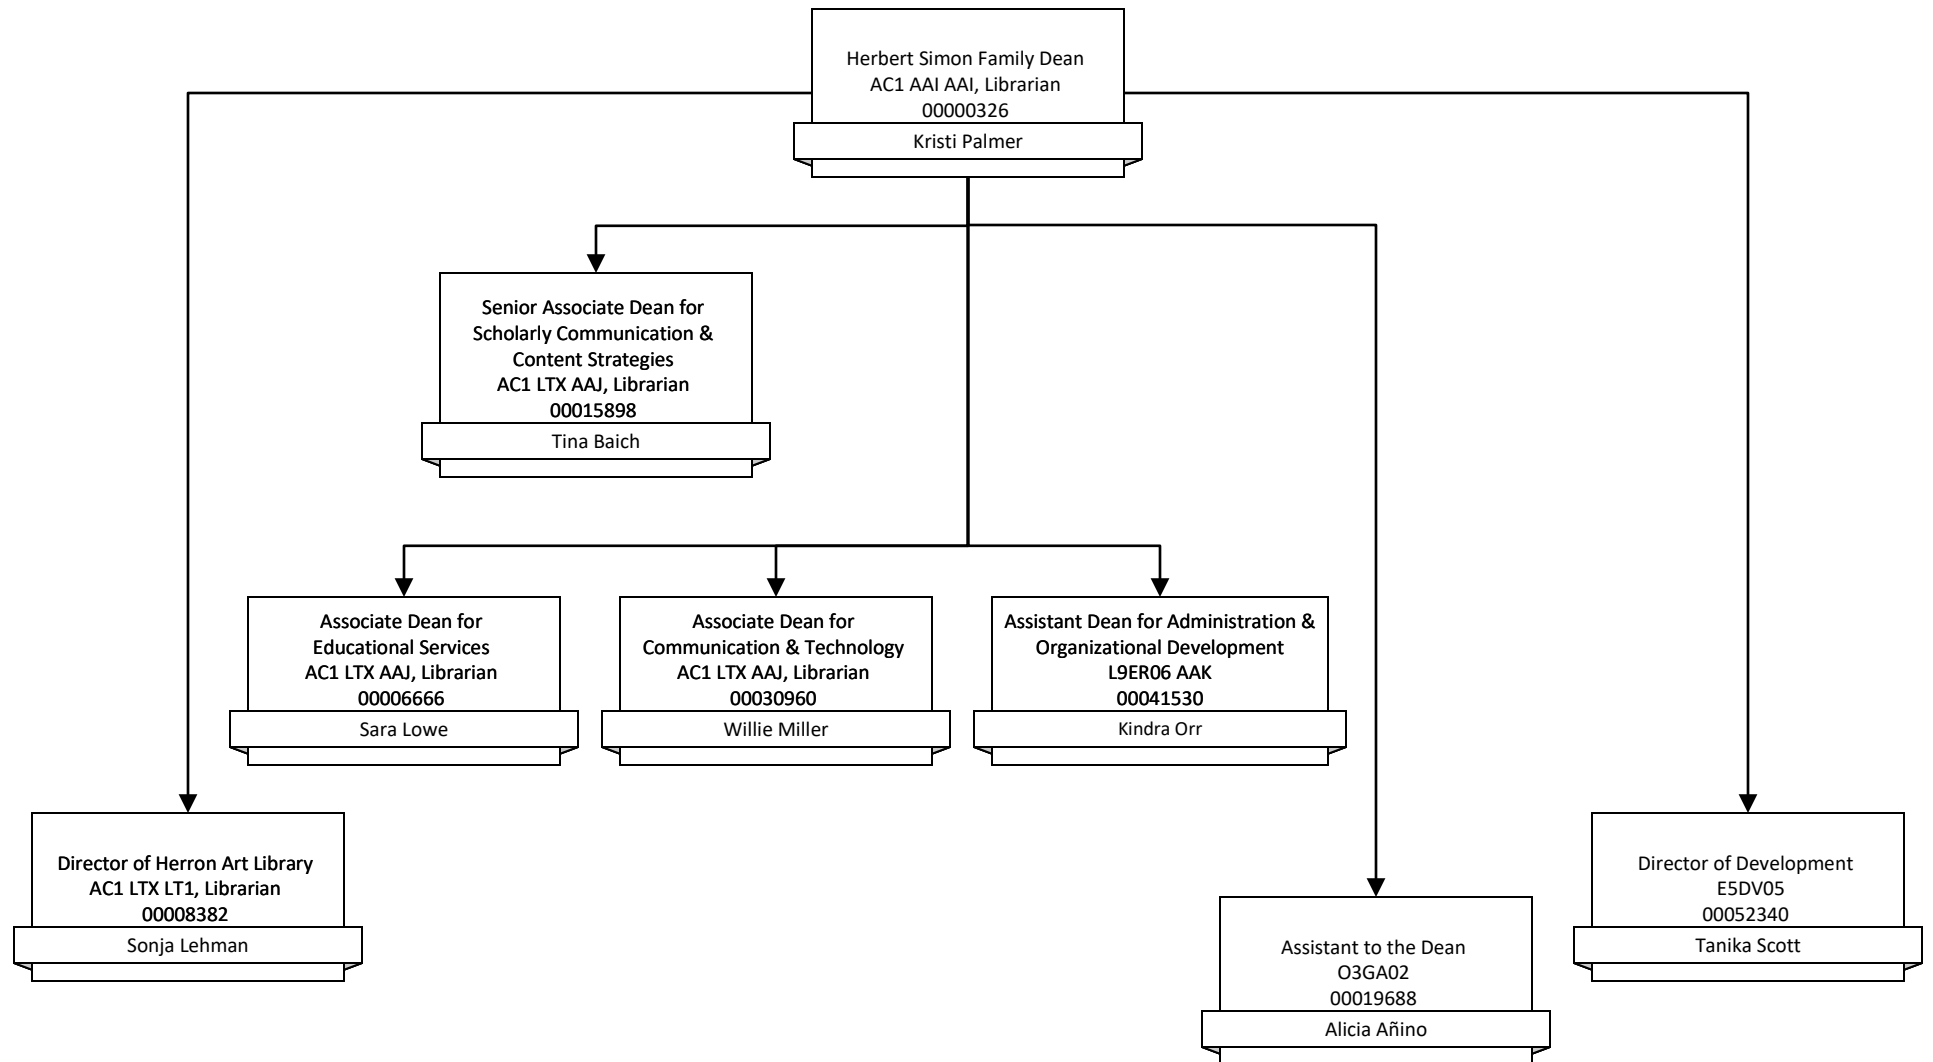 Herbert Simon Family Dean
AC1 AAI AAI, Librarian
00000326
Kristi Palmer
Senior Associate Dean for
Scholarly Communication &
Content Strategies
AC1 LTX AAJ, Librarian
00015898
Tina Baich
Associate Dean for
Educational Services
AC1 LTX AAJ, Librarian
00006666
Sara Lowe
Associate Dean for
Communication & Technology
AC1 LTX AAJ, Librarian
00030960
Willie Miller
Assistant Dean for Administration &
Organizational Development
L9ER06 AAK
00041530
Kindra Orr
Director of Herron Art Library
AC1 LTX LT1, Librarian
00008382
Sonja Lehman
Assistant to the Dean
O3GA02
00019688
Alicia Añino
Director of Development
E5DV05
00052340
Tanika Scott